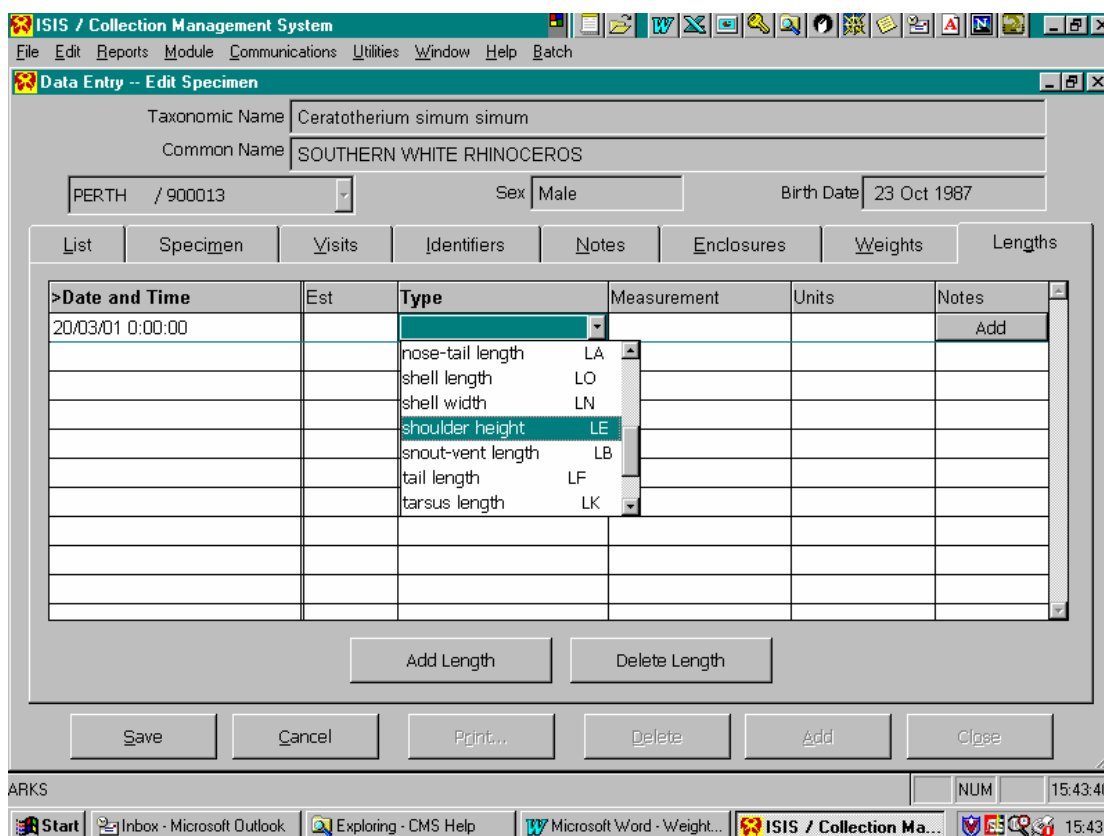 ISIS / Collection Management System
File Edit Reports Module Communications Utilities Window Help Batch
Data Entry -- Edit Specimen
Taxonomic Name Ceratotherium simum simum
Common Name SOUTHERN WHITE RHINOCEROS
PERTH / 900013 Sex Male Birth Date 23 Oct 1987
List Specimen Visits Identifiers Notes Enclosures Weights Lengths
>Date and Time Est Type Measurement Units Notes
20/03/01 0:00:00 Add
nose-tail length LA
shell length LO
shell width LN
shoulder height LE
snout-vent length LB
tail length LF
tarsus length LK
Add Length Delete Length
Save Cancel Print... Delete Add Close
ARKS NUM 15:43:40
Start Inbox - Microsoft Outlook Exploring - CMS Help Microsoft Word - Weight... ISIS / Collection Ma... 15:43